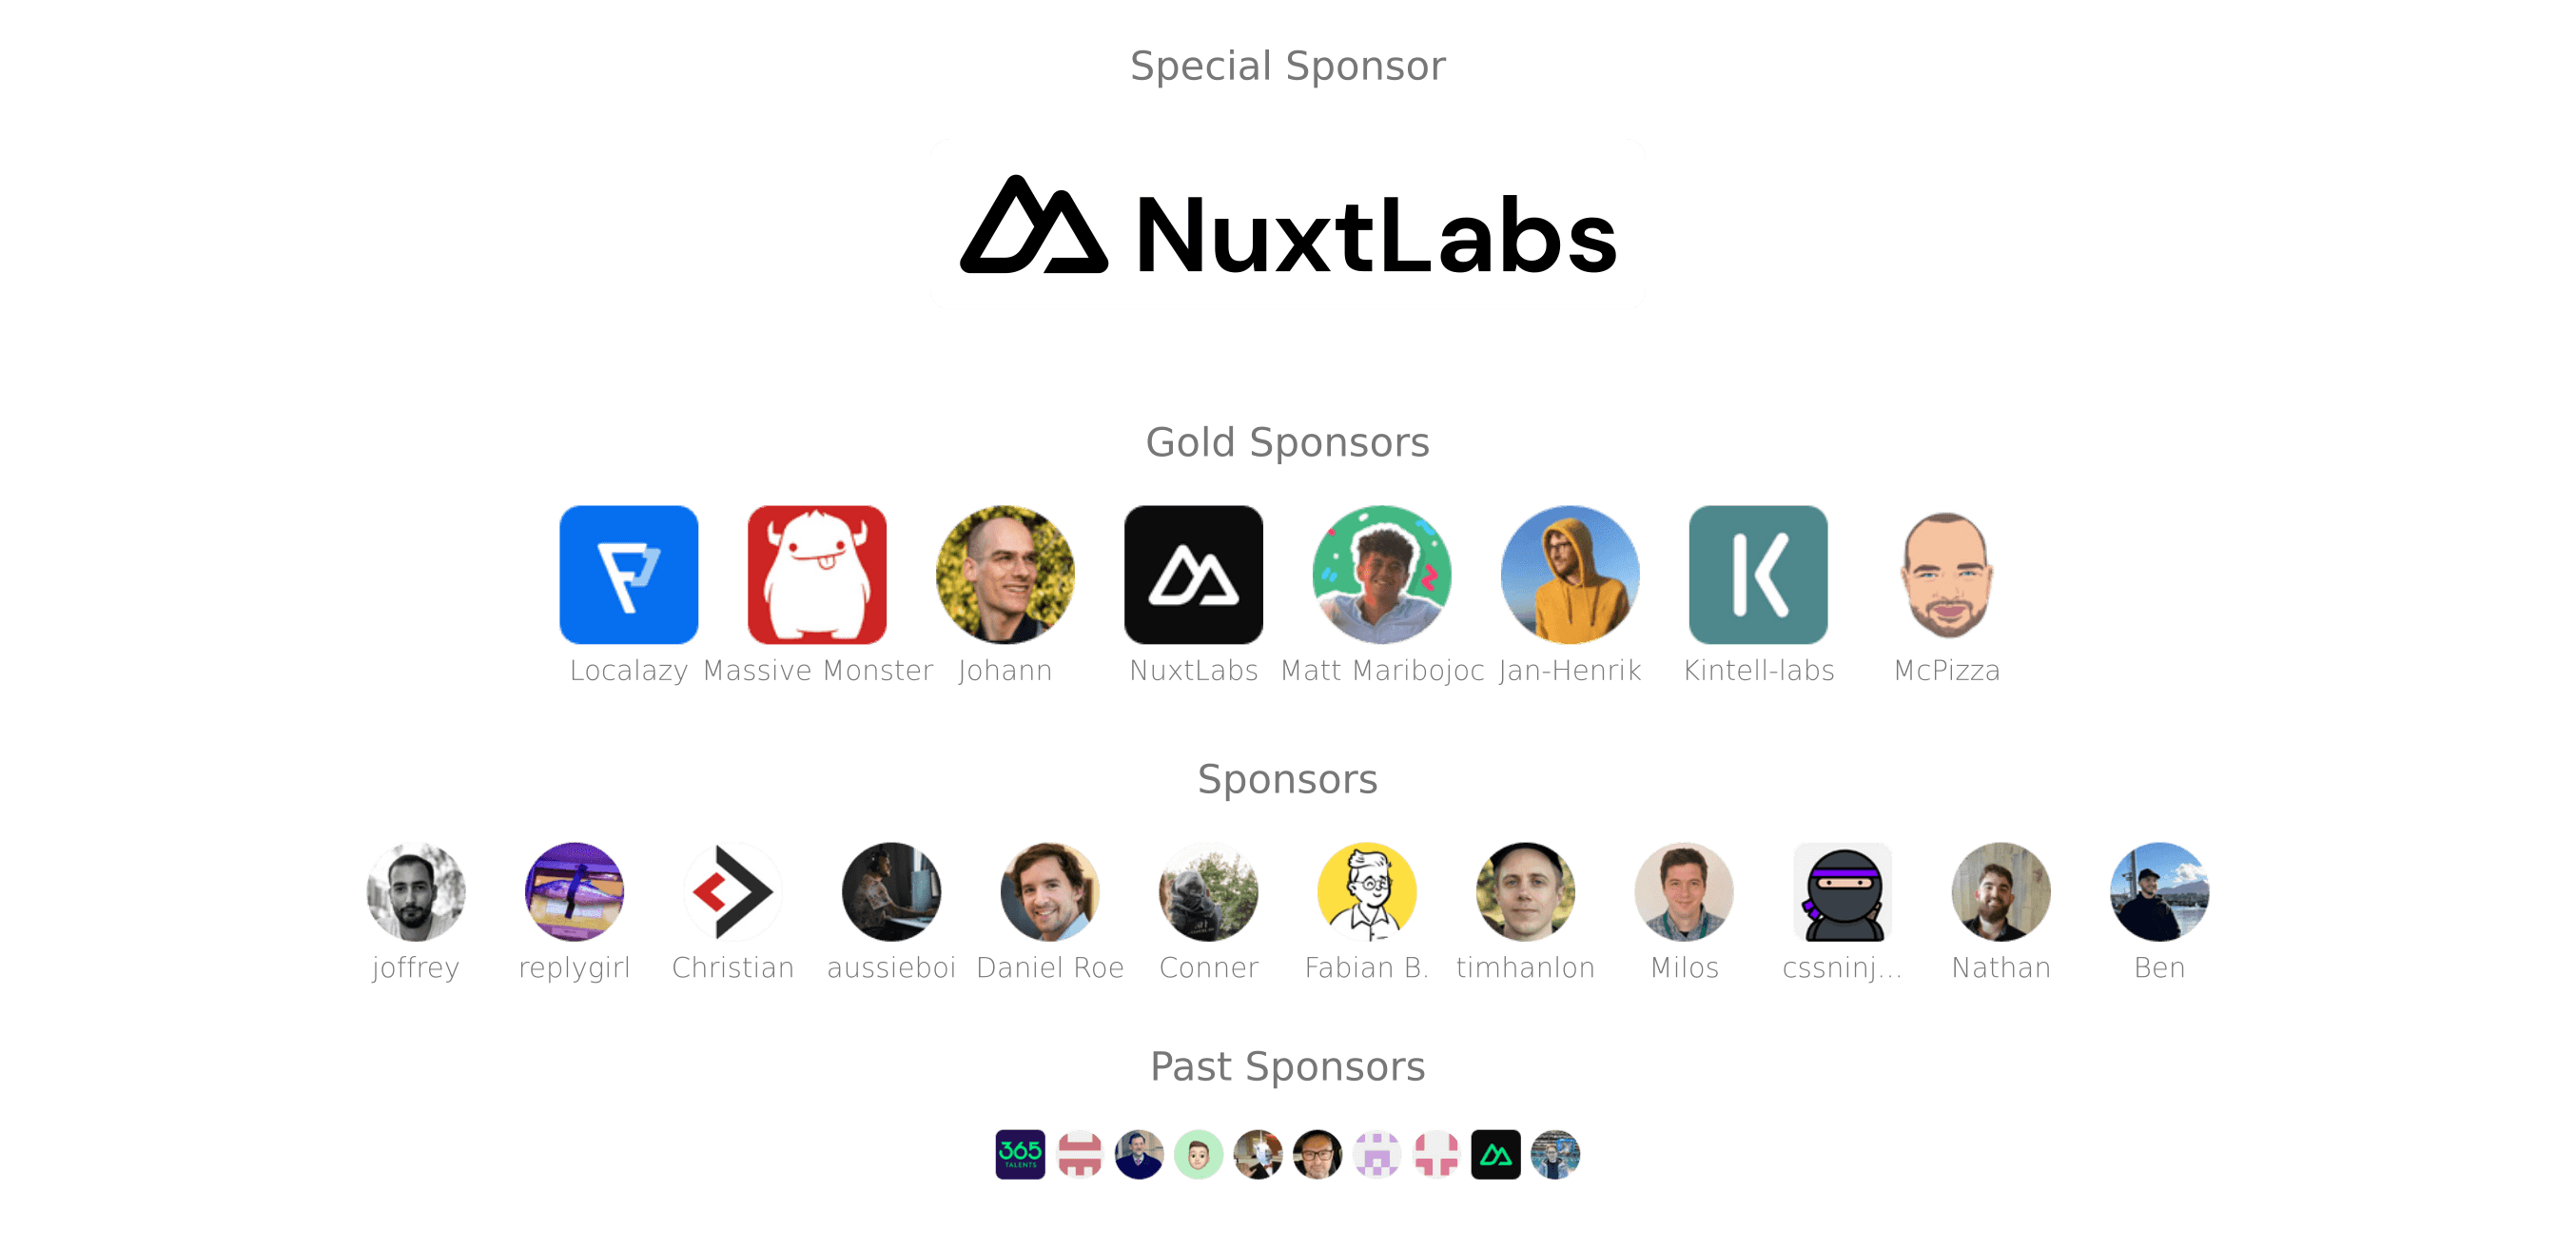 Special Sponsor
NuxtLabs
Gold Sponsors
Localazy Massive Monster Johann NuxtLabs Matt Maribojoc Jan-Henrik Kintell-labs McPizza
Sponsors
joffrey replygirl Christian aussieboi Daniel Roe Conner Fabian B. timhanlon Milos cssninj... Nathan Ben
Past Sponsors
365
TALENTS